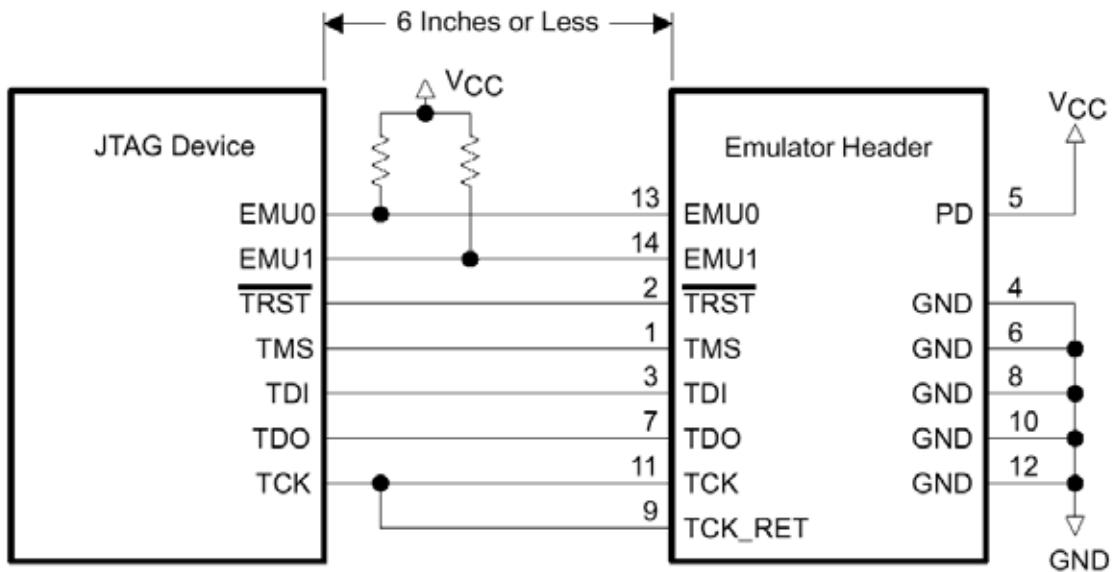 6 Inches or Less
VCC
VCC
JTAG Device
Emulator Header
EMU0 13 EMU0 PD 5
EMU1 14 EMU1
TRST 2 TRST GND 4
TMS 1 TMS GND 6
TDI 3 TDI GND 8
TDO 7 TDO GND 10
TCK 11 TCK GND 12
9 TCK_RET
GND